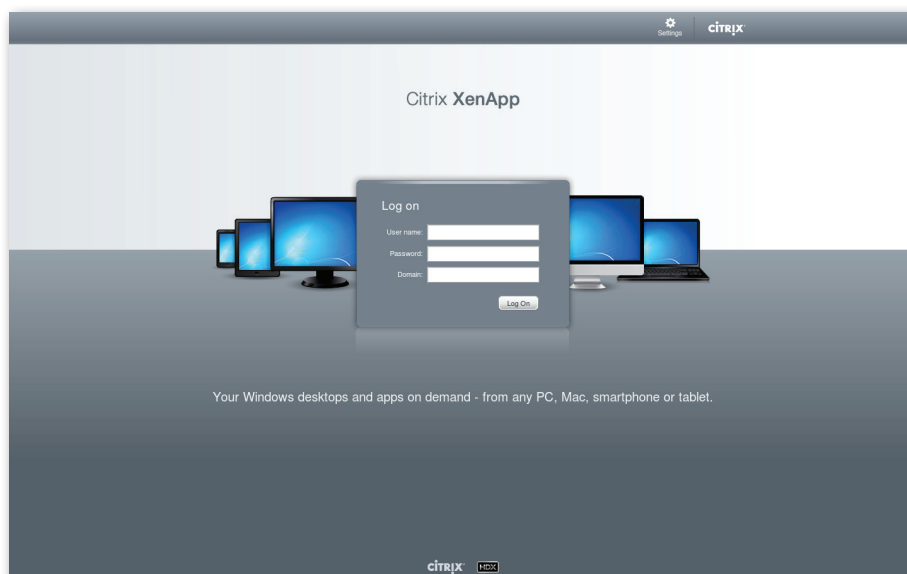 Settings
CITRIX
Citrix XenApp
Log on
User name:
Password:
Domain:
Log On
Your Windows desktops and apps on demand - from any PC, Mac, smartphone or tablet.
CITRIX HDX